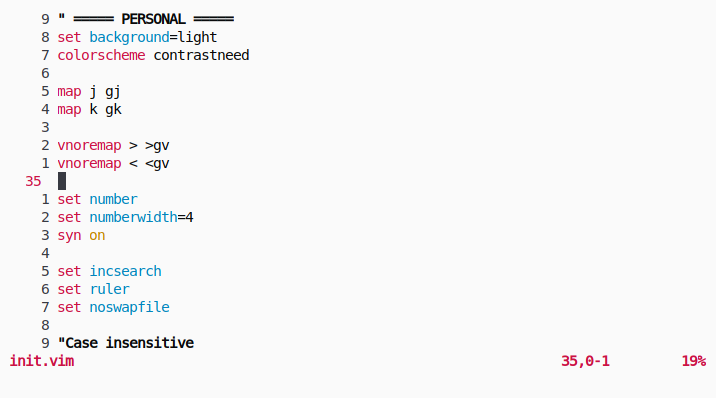 9 " ═════ PERSONAL ═════
8 set background=light
7 colorscheme contrastneed
6
5 map j gj
4 map k gk
3
2 vnoremap > >gv
1 vnoremap < <gv
35
1 set number
2 set numberwidth=4
3 syn on
4
5 set incsearch
6 set ruler
7 set noswapfile
8
9 "Case insensitive
init.vim 35,0-1 19%